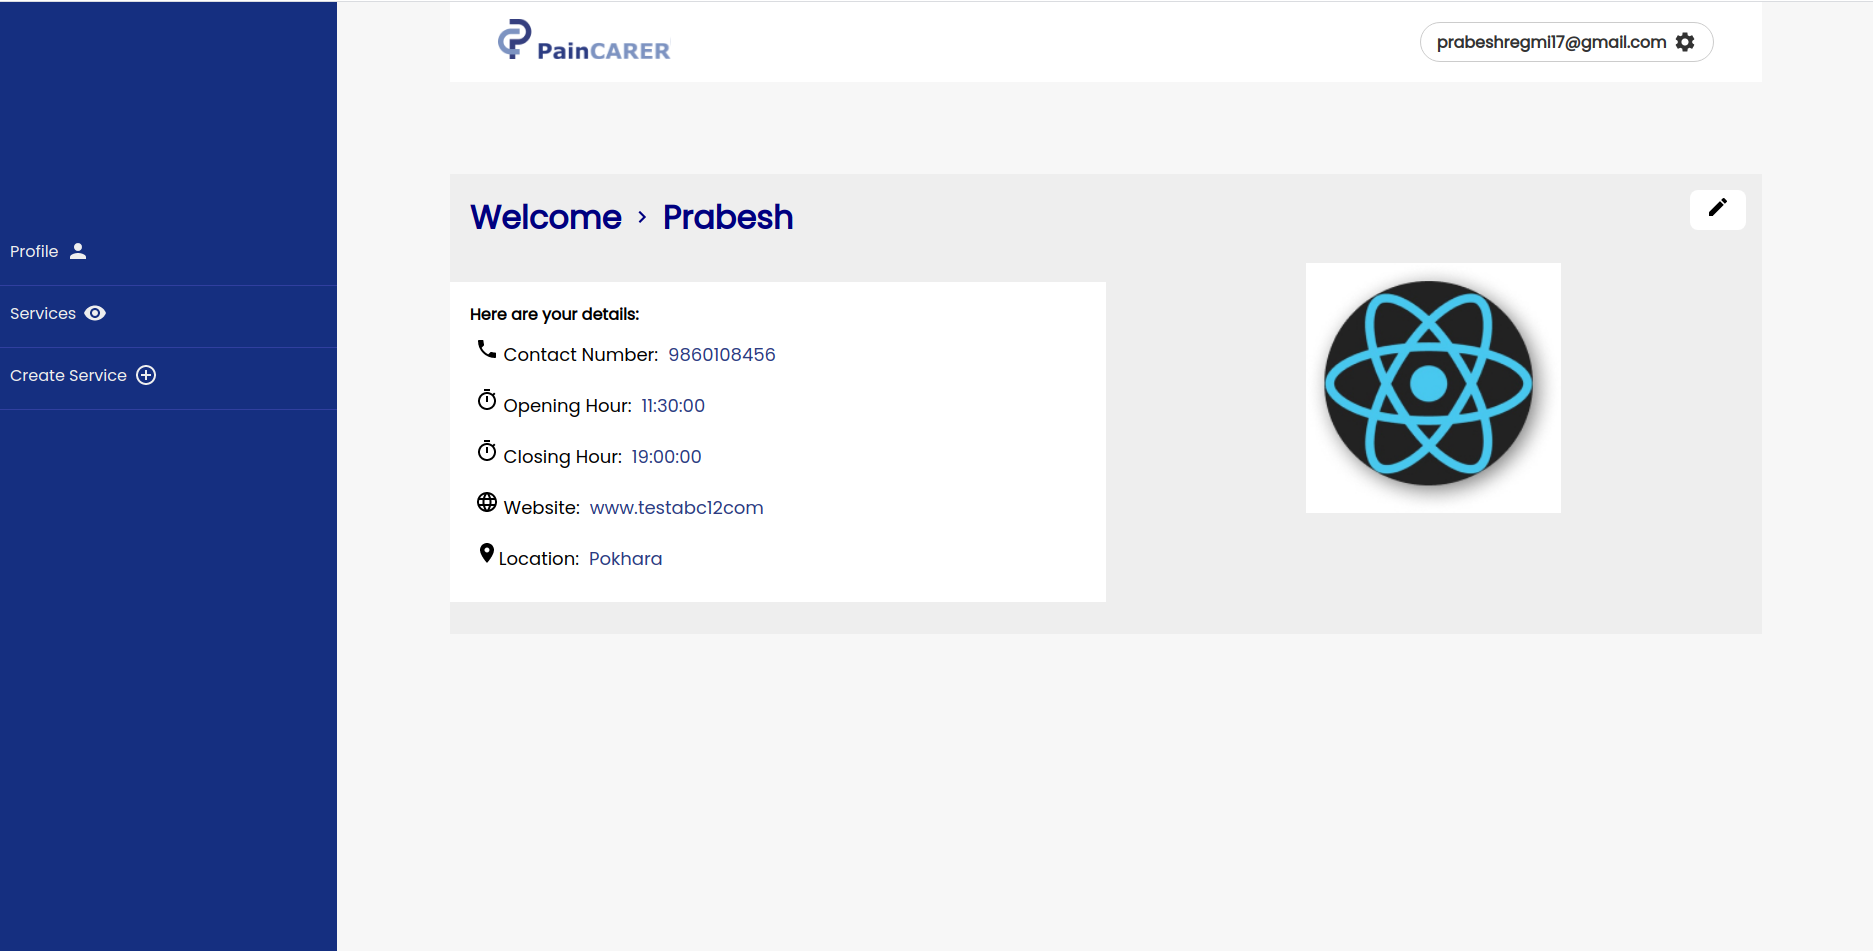 PainCARER
prabeshregmi17@gmail.com
Profile
Services
Create Service
Welcome > Prabesh
Here are your details:
Contact Number: 9860108456
Opening Hour: 11:30:00
Closing Hour: 19:00:00
Website: www.testabc12com
Location: Pokhara